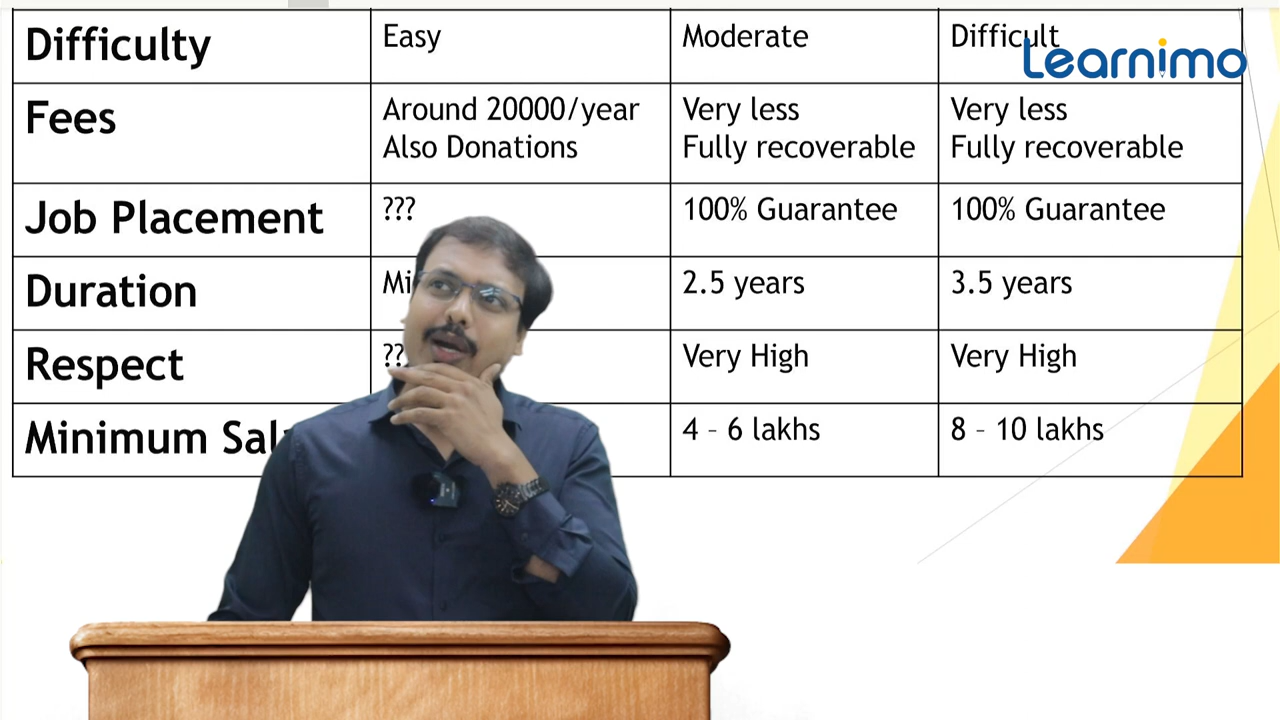 Difficulty Easy Moderate Difficult
Learnimo
Fees Around 20000/year Very less Very less
Also Donations Fully recoverable Fully recoverable
Job Placement ??? 100% Guarantee 100% Guarantee
Duration 2.5 years 3.5 years
Respect ?? Very High Very High
Minimum 4 – 6 lakhs 8 – 10 lakhs